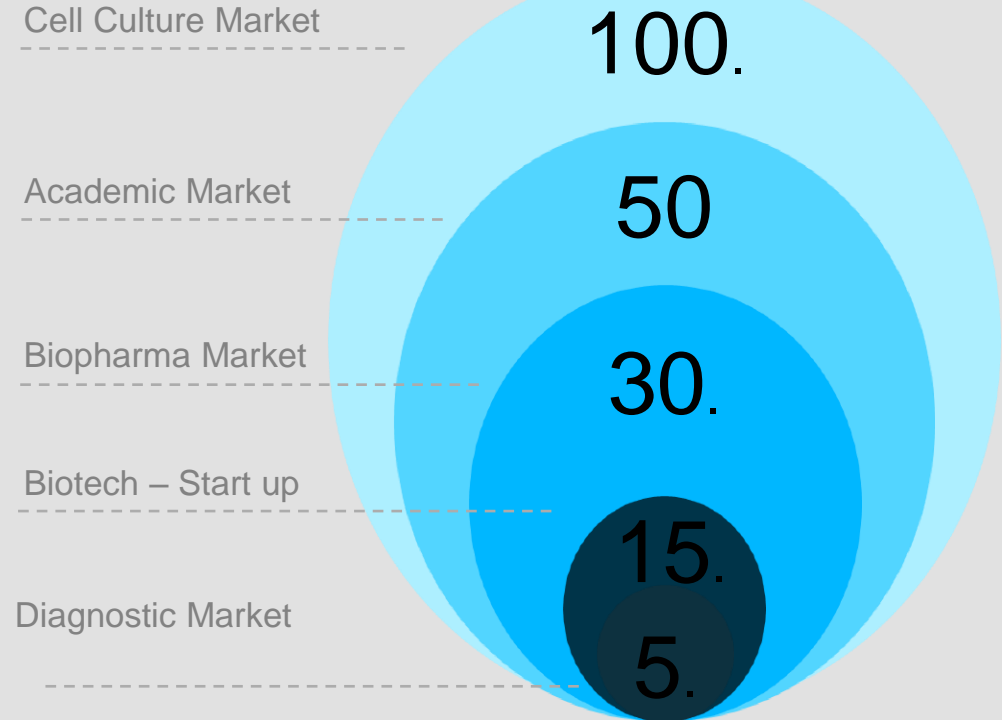 Cell Culture Market
100.
Academic Market
50
Biopharma Market
30.
Biotech – Start up
15.
Diagnostic Market
5.